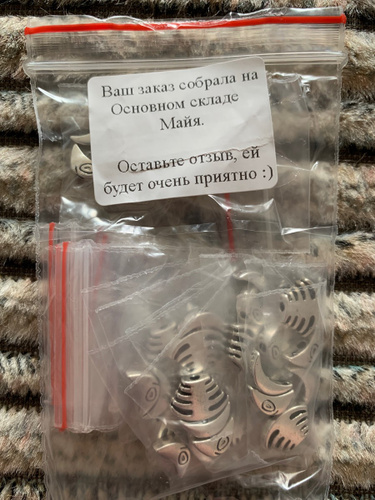 Ваш заказ собрала на
Основном складе
Майя.
Оставьте отзыв, ей
будет очень приятно :)